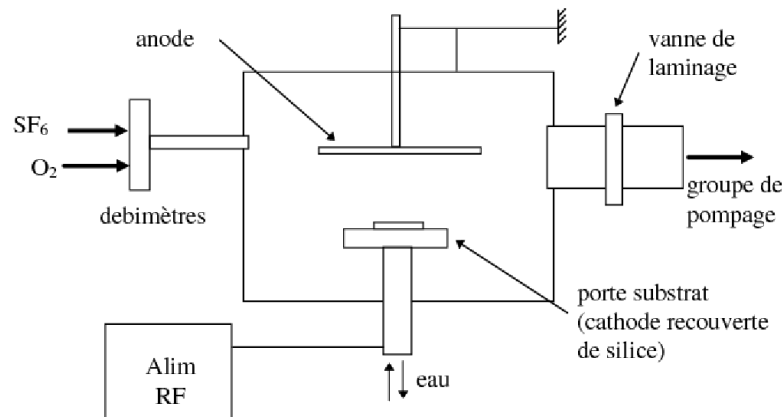 anode
vanne de
laminage
SF6
O2
debimètres
groupe de
pompage
porte substrat
(cathode recouverte
de silice)
Alim
RF
eau